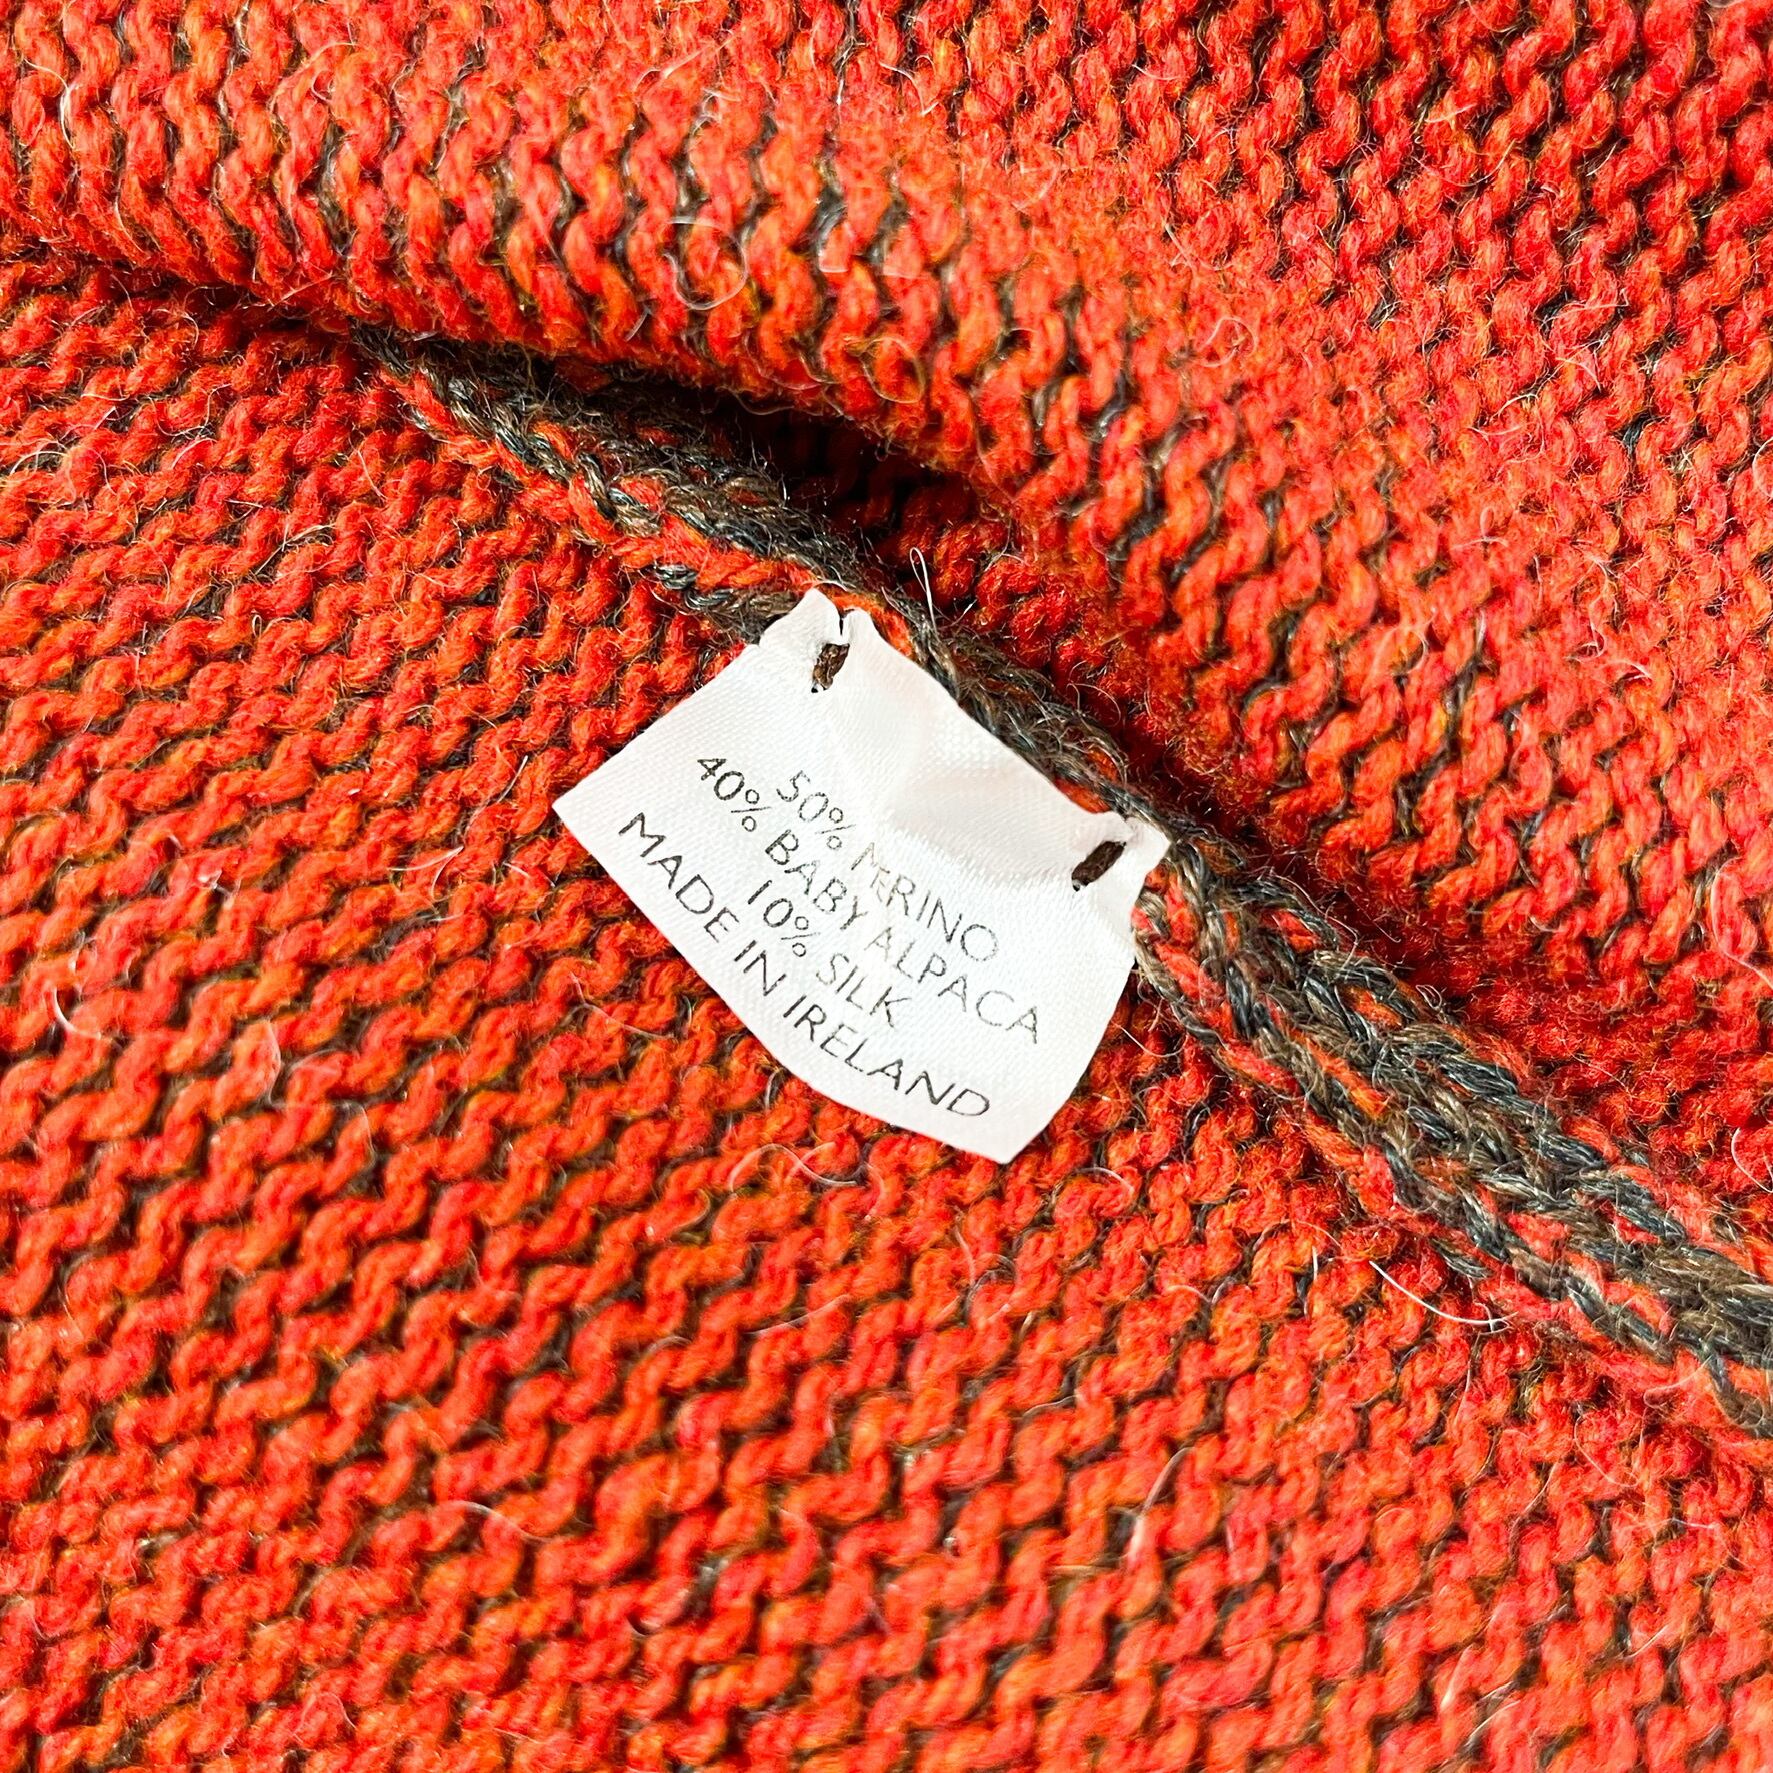 50% MERINO
40% BABY ALPACA
10% SILK
MADE IN IRELAND